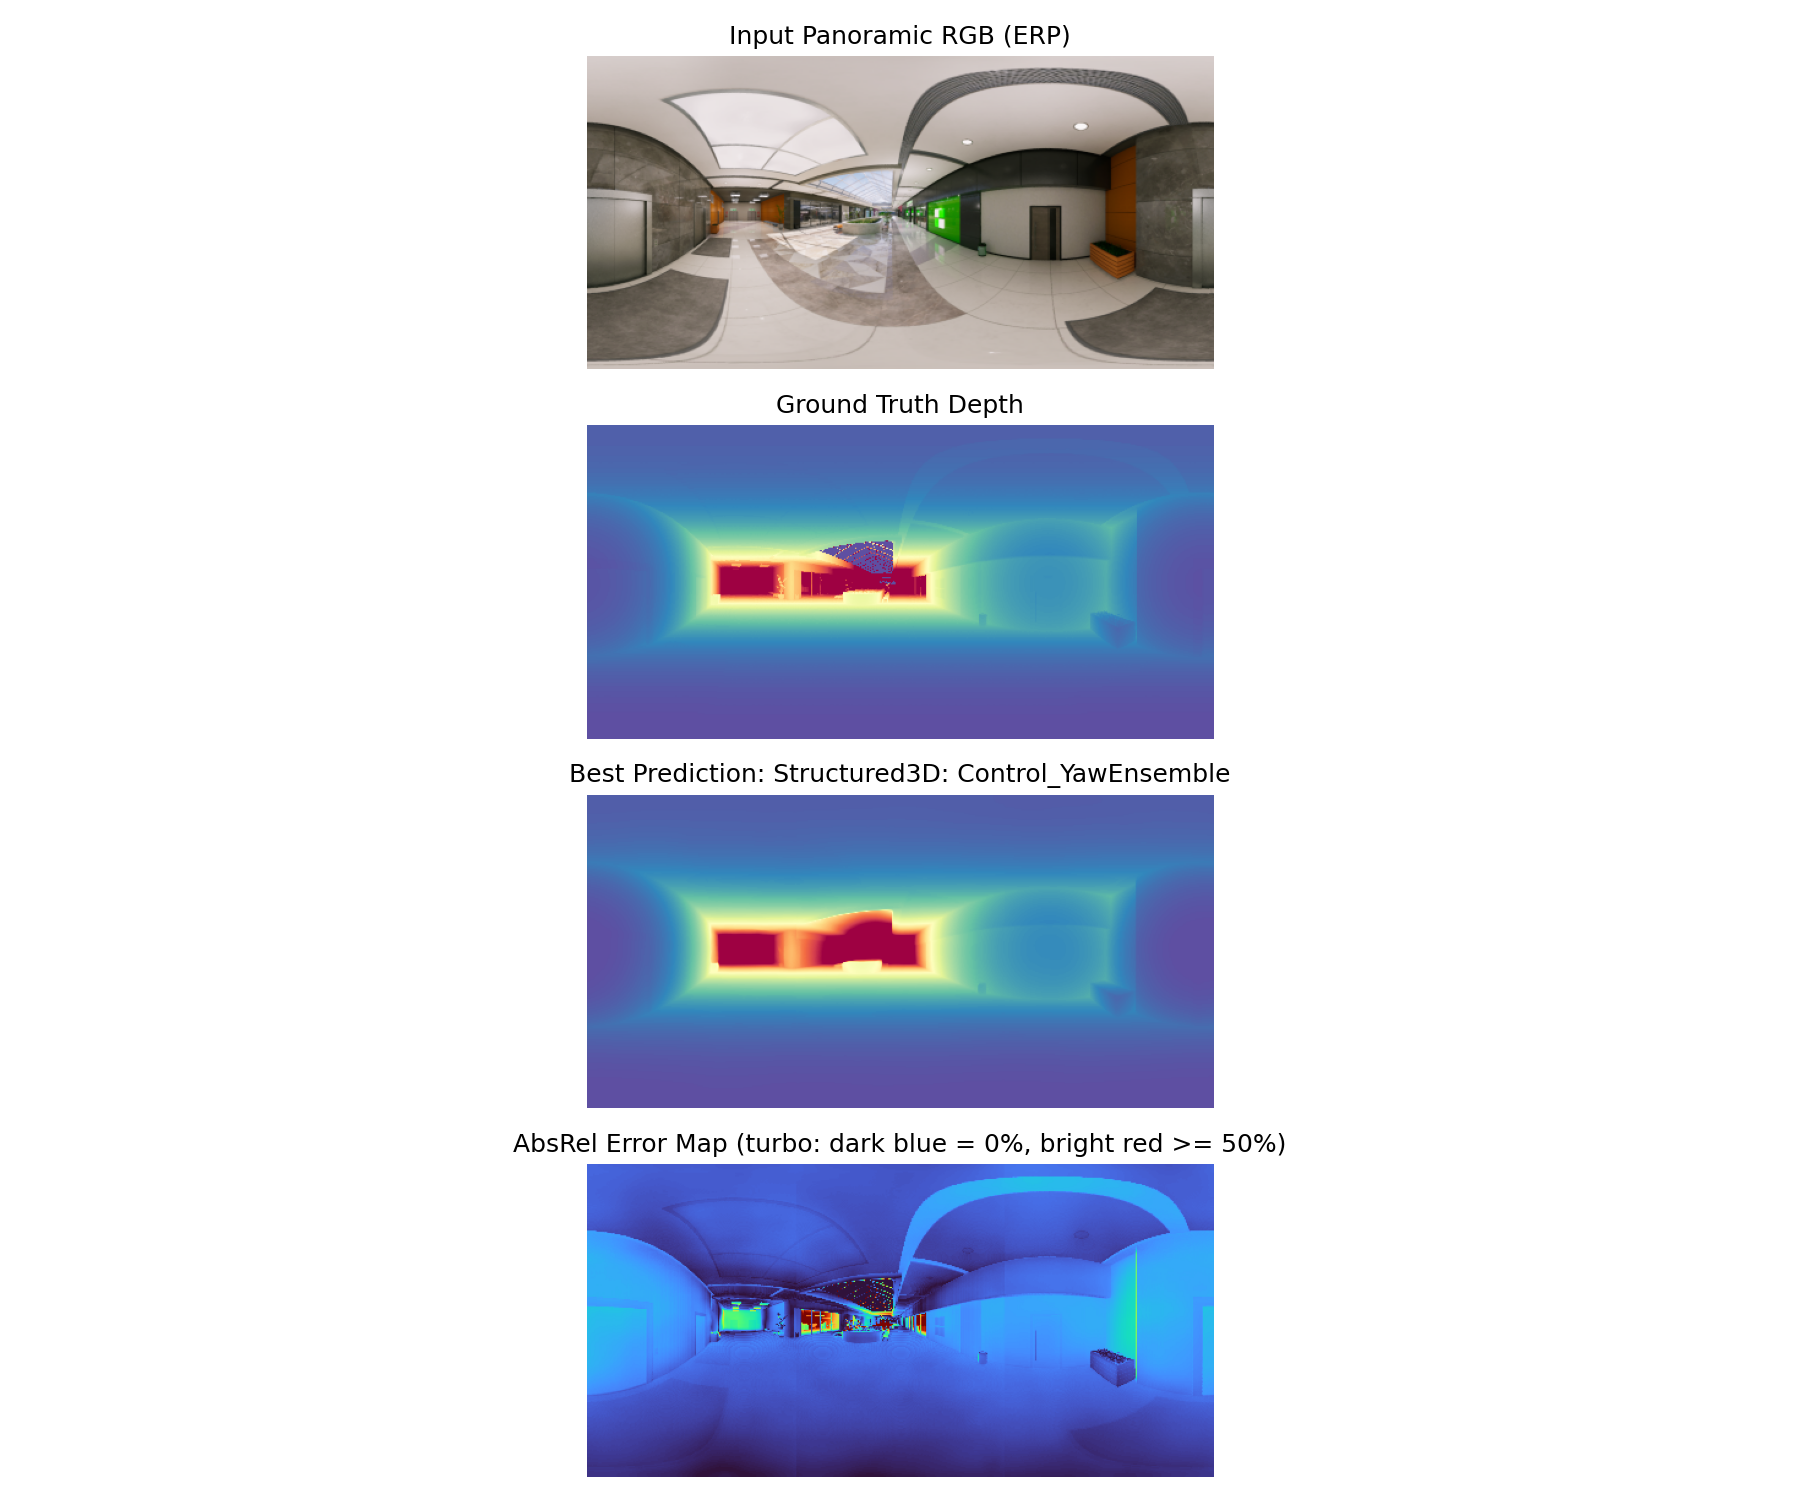 Input Panoramic RGB (ERP)
Ground Truth Depth
Best Prediction: Structured3D: Control_YawEnsemble
AbsRel Error Map (turbo: dark blue = 0%, bright red >= 50%)